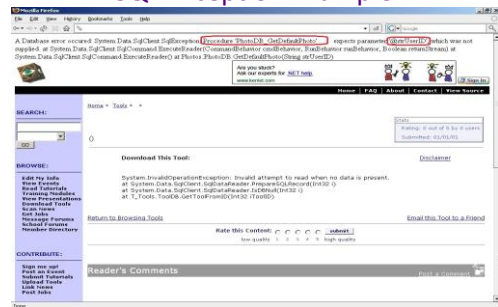 Mozilla Firefox
File Edit View History Bookmarks Tools Help
A Database error occured: System.Data.SqlClient.SqlException: Procedure 'PhotoDB_GetDefaultPhoto' expects parameter '@strUserID', which was not
supplied. at System.Data.SqlClient.SqlCommand.ExecuteReader(CommandBehavior cmdBehavior, RunBehavior runBehavior, Boolean returnStream) at
System.Data.SqlClient.SqlCommand.ExecuteReader() at Photos.PhotoDB.GetDefaultPhoto(String strUserID)
Are you stuck?
Ask our experts for .NET help.
Sign In
Home | FAQ | About | Contact | View Source
SEARCH:
Home - Tools - -
Stats
Rating: 0 out of 5 by 0 users
Submitted: 01/01/01
()
GO
Download This Tool:
Disclaimer
BROWSE:
System.InvalidOperationException: Invalid attempt to read when no data is present.
at System.Data.SqlClient.SqlDataReader.PrepareSQLRecord(Int32 i)
at System.Data.SqlClient.SqlDataReader.IsDBNull(Int32 i)
at T_Tools.ToolDB.GetToolFromID(Int32 iToolID)
Edit My Info
View Events
Read Tutorials
Training Modules
View Presentations
Download Tools
Scan News
Get Jobs
Message Forums
School Forums
Member Directory
Return to Browsing Tools
Email this Tool to a Friend
Rate this Content: submit
low quality 1 2 3 4 5 high quality
CONTRIBUTE:
Sign me up!
Post an Event
Submit Tutorials
Upload Tools
Link News
Post Jobs
Reader's Comments
Post a Comment
Done